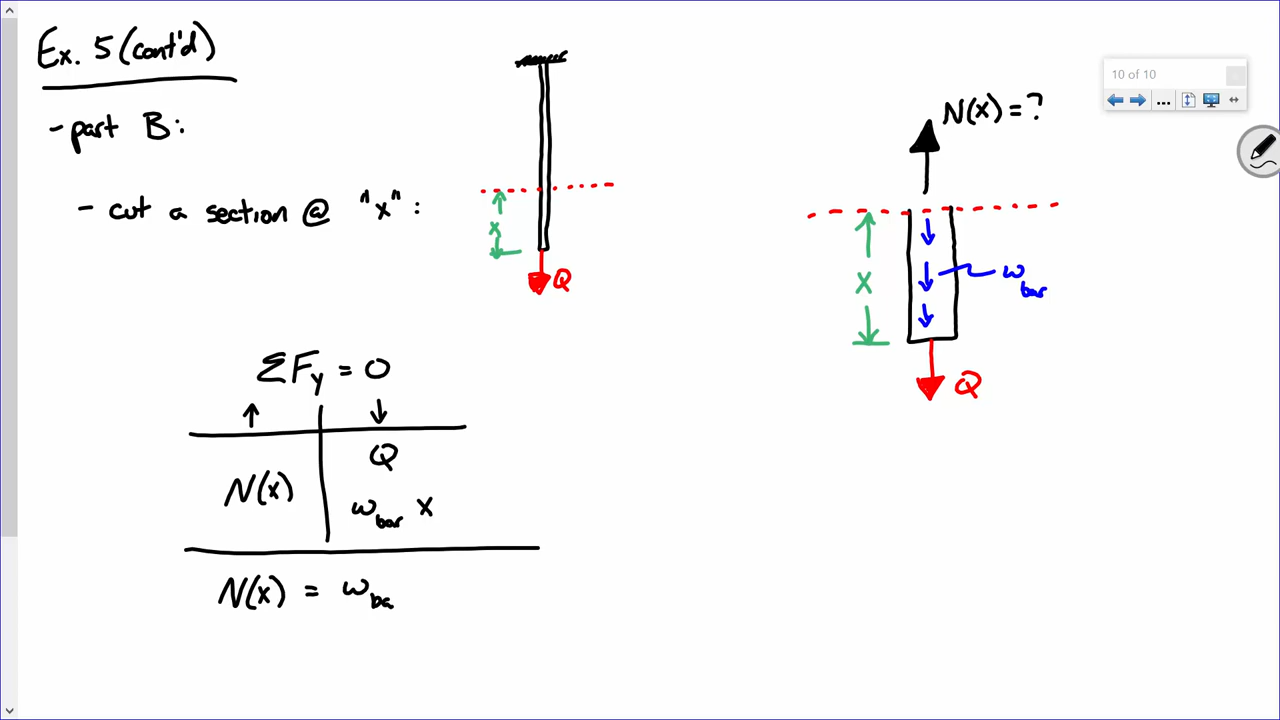 Ex. 5 (cont'd)
- part B:
- cut a section @ "x":
x
Q
10 of 10
N(x) = ?
x
w bar
Q
ΣFy = 0
↑ ↓
N(x)
Q
w bar x
N(x) = w ba